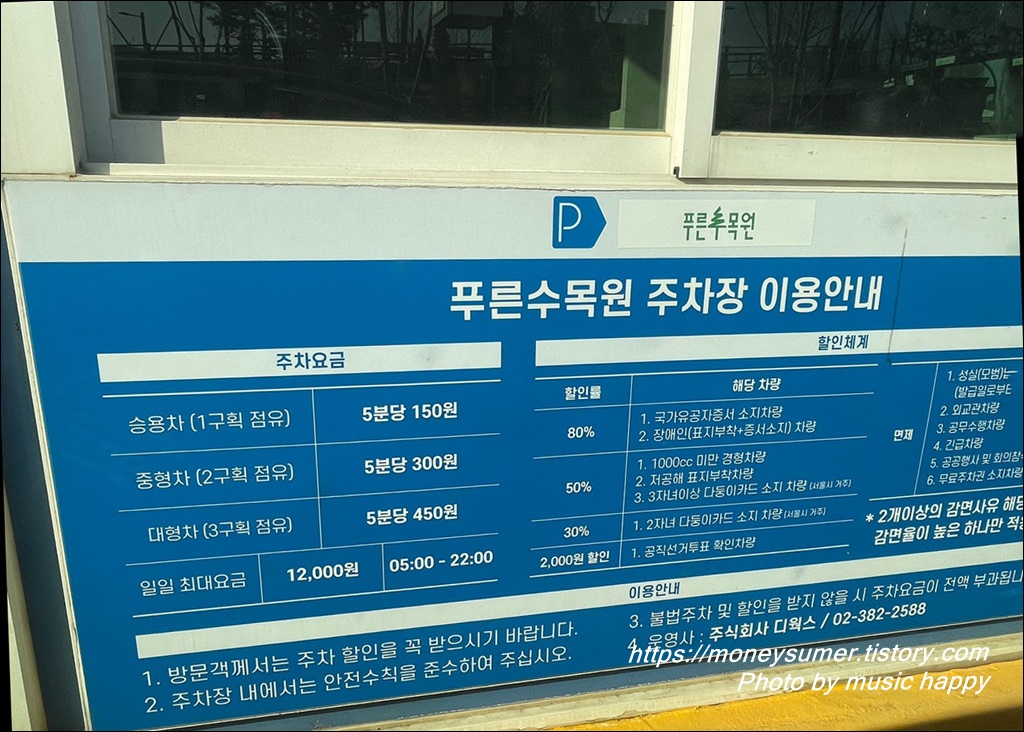 P
푸른수목원
푸른수목원 주차장 이용안내
주차요금
승용차 (1구획 점유) 5분당 150원
중형차 (2구획 점유) 5분당 300원
대형차 (3구획 점유) 5분당 450원
일일 최대요금 12,000원 05:00 - 22:00
할인체계
할인률 해당 차량
80%
1. 국가유공자증서 소지차량
2. 장애인(표지부착+증서소지) 차량
50%
1. 1000cc 미만 경형차량
2. 저공해 표지부착차량
3. 3자녀이상 다둥이카드 소지 차량 (서울시 거주)
30% 1. 2자녀 다둥이카드 소지 차량 (서울시 거주)
2,000원 할인 1. 공직선거투표 확인차량
면제
1. 성실(모범)
(발급일로부터
2. 외교관차량
3. 공무수행차량
4. 긴급차량
5. 공공행사 및 회의참
6. 무료주차권 소지차량
* 2개이상의 감면사유 해당
감면율이 높은 하나만 적용
이용안내
1. 방문객께서는 주차 할인을 꼭 받으시기 바랍니다.
2. 주차장 내에서는 안전수칙을 준수하여 주십시오.
3. 불법주차 및 할인을 받지 않을 시 주차요금이 전액 부과됩니
4. 운영사 : 주식회사 디웍스 / 02-382-2588
https://moneysumer.tistory.com
Photo by music happy